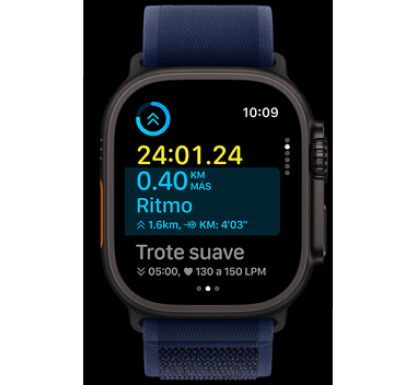 10:09
24:01.24
0.40 KM MÁS
Ritmo
1.6km, KM: 4'03"
Trote suave
05:00, 130 a 150 LPM